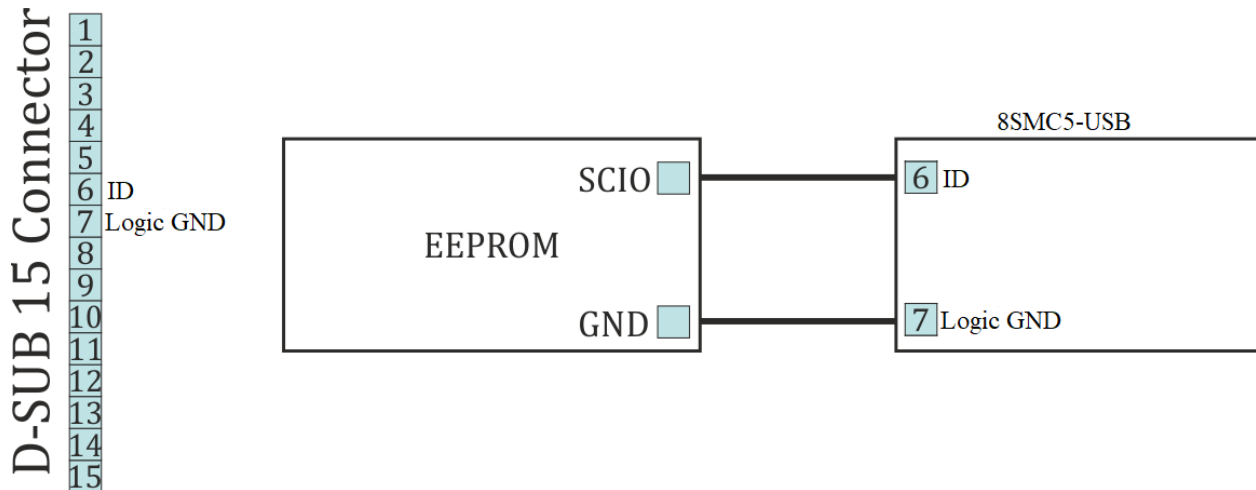 D-SUB 15 Connector
1
2
3
4
5
6 ID
7 Logic GND
8
9
10
11
12
13
14
15
EEPROM
SCIO
GND
8SMC5-USB
6 ID
7 Logic GND